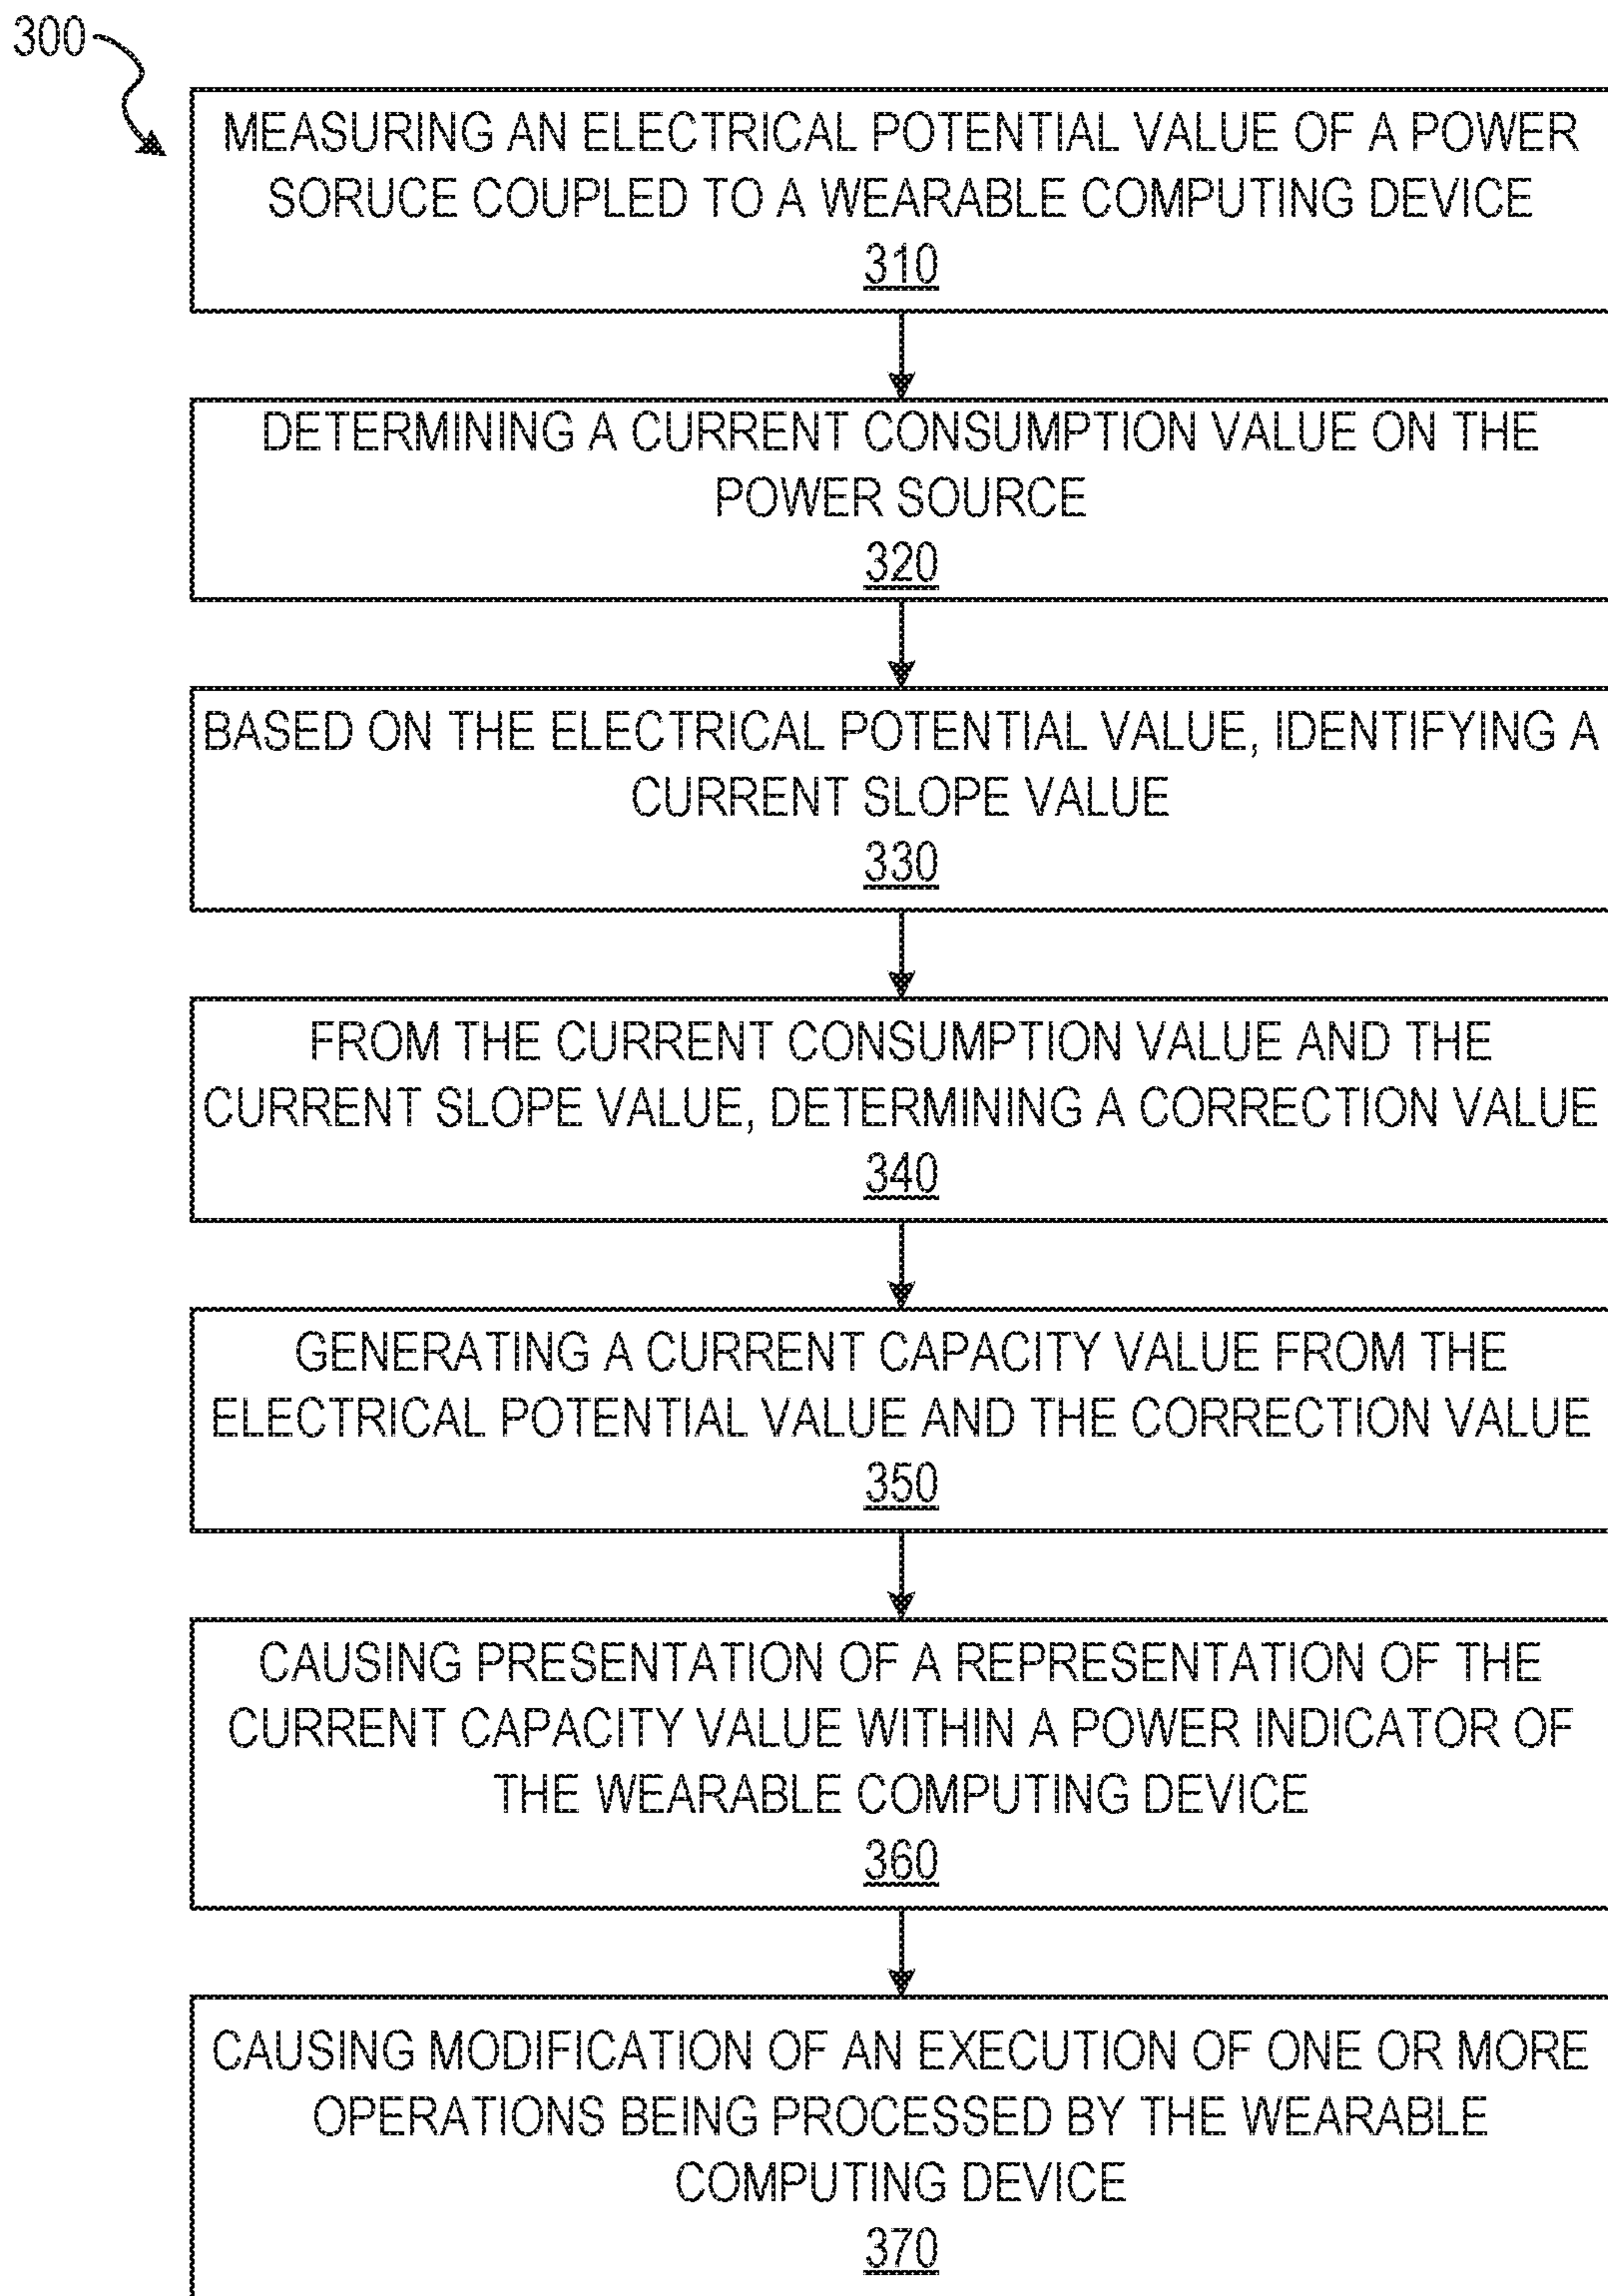 300
MEASURING AN ELECTRICAL POTENTIAL VALUE OF A POWER
SORUCE COUPLED TO A WEARABLE COMPUTING DEVICE
310
DETERMINING A CURRENT CONSUMPTION VALUE ON THE
POWER SOURCE
320
BASED ON THE ELECTRICAL POTENTIAL VALUE, IDENTIFYING A
CURRENT SLOPE VALUE
330
FROM THE CURRENT CONSUMPTION VALUE AND THE
CURRENT SLOPE VALUE, DETERMINING A CORRECTION VALUE
340
GENERATING A CURRENT CAPACITY VALUE FROM THE
ELECTRICAL POTENTIAL VALUE AND THE CORRECTION VALUE
350
CAUSING PRESENTATION OF A REPRESENTATION OF THE
CURRENT CAPACITY VALUE WITHIN A POWER INDICATOR OF
THE WEARABLE COMPUTING DEVICE
360
CAUSING MODIFICATION OF AN EXECUTION OF ONE OR MORE
OPERATIONS BEING PROCESSED BY THE WEARABLE
COMPUTING DEVICE
370